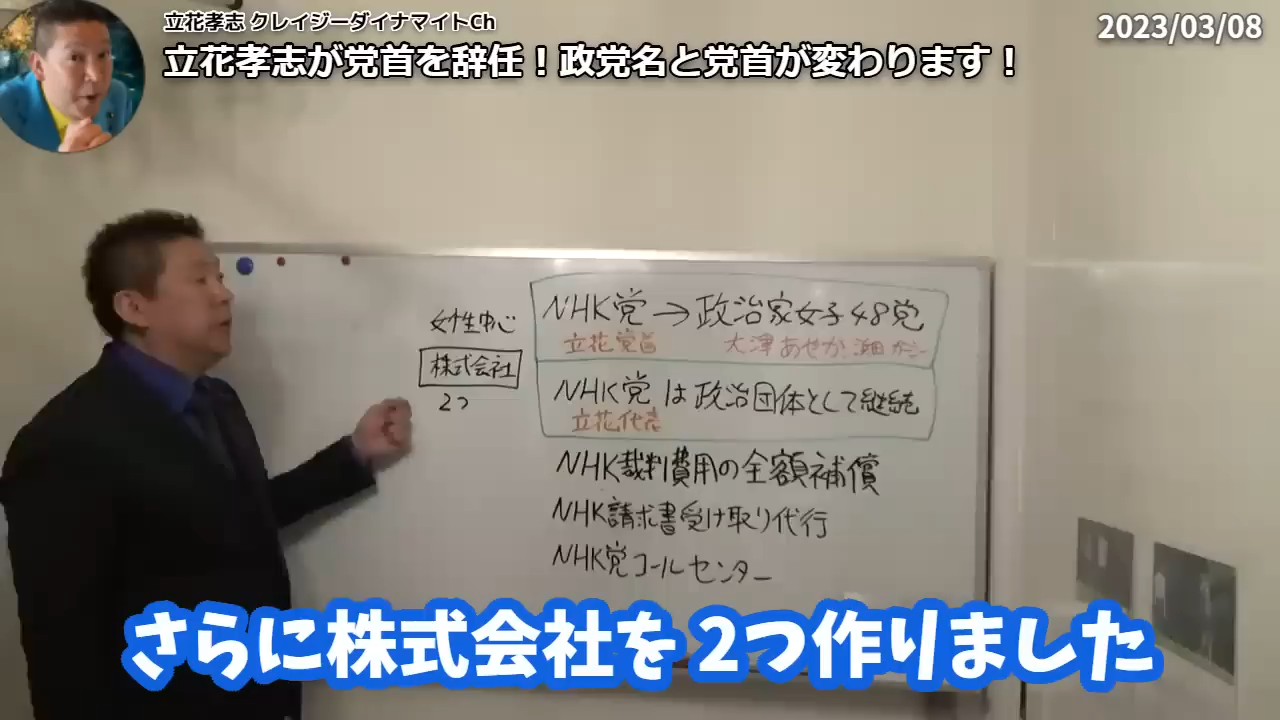 立花孝志 クレイジーダイナマイトCh
立花孝志が党首を辞任！政党名と党首が変わります！
2023/03/08
女性中心
株式会社
2つ
NHK党→政治家女子48党
立花党首 大津あやか 浜田
NHK党は政治団体として継続
立花代表
NHK裁判費用の全額補償
NHK請求書受け取り代行
NHK党コールセンター
さらに株式会社を2つ作りました